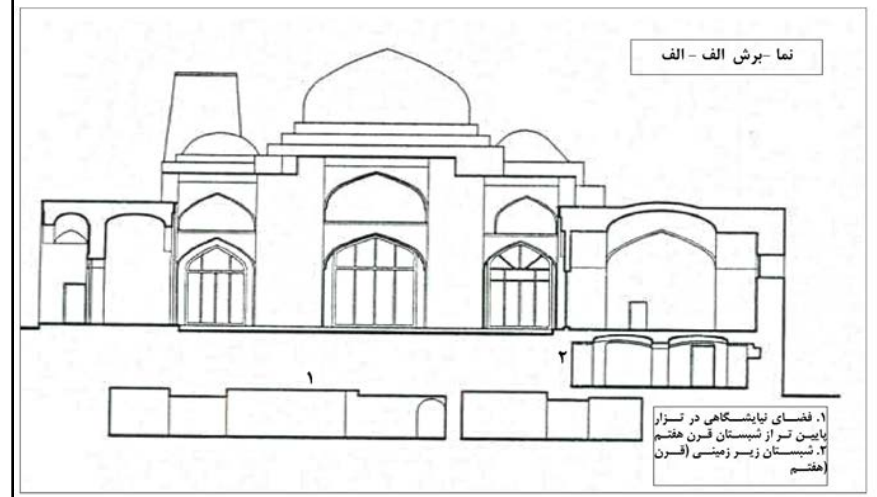 نما -برش الف - الف
۱
۲
۱. فضای نیایشگاهی در تزار
پایین تر از شبستان قرن هفتم
۲. شبستان زیر زمینی (قرن
هفتم)